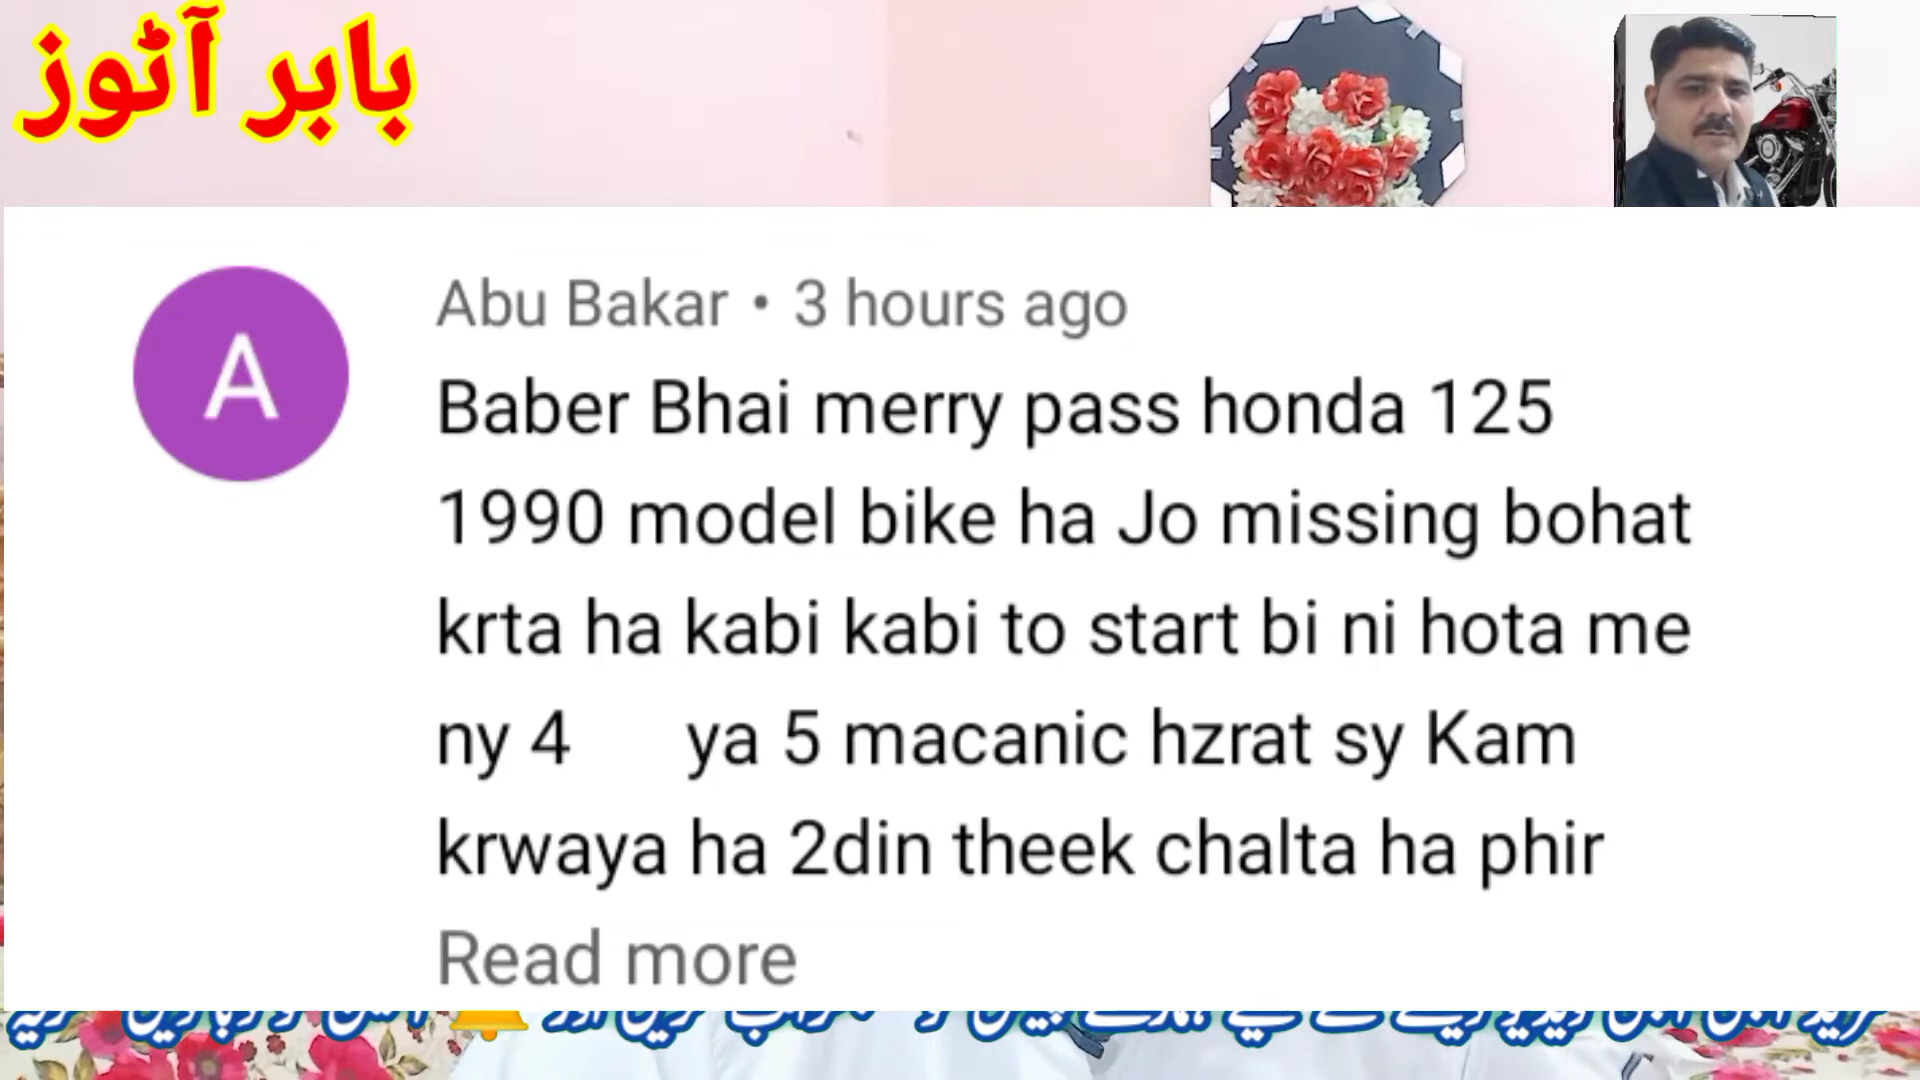 بابر آٹوز
Abu Bakar • 3 hours ago
A
Baber Bhai merry pass honda 125
1990 model bike ha Jo missing bohat
krta ha kabi kabi to start bi ni hota me
ny 4 ya 5 macanic hzrat sy Kam
krwaya ha 2din theek chalta ha phir
Read more